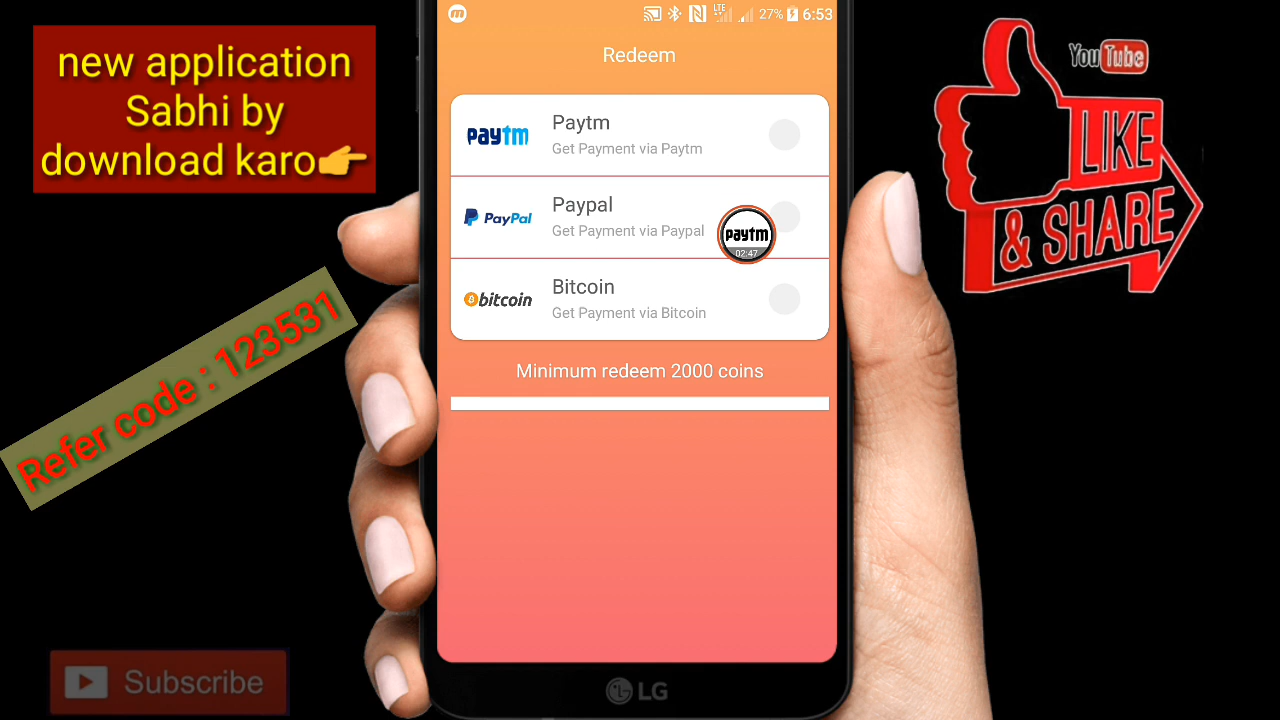 new application
Sabhi by
download karo👉
Refer code : 123531
Subscribe
m
LTE
27%
6:53
Redeem
paytm
Paytm
Get Payment via Paytm
PayPal
Paypal
Get Payment via Paypal
paytm
02:47
bitcoin
Bitcoin
Get Payment via Bitcoin
Minimum redeem 2000 coins
LG
YouTube
LIKE
& SHARE